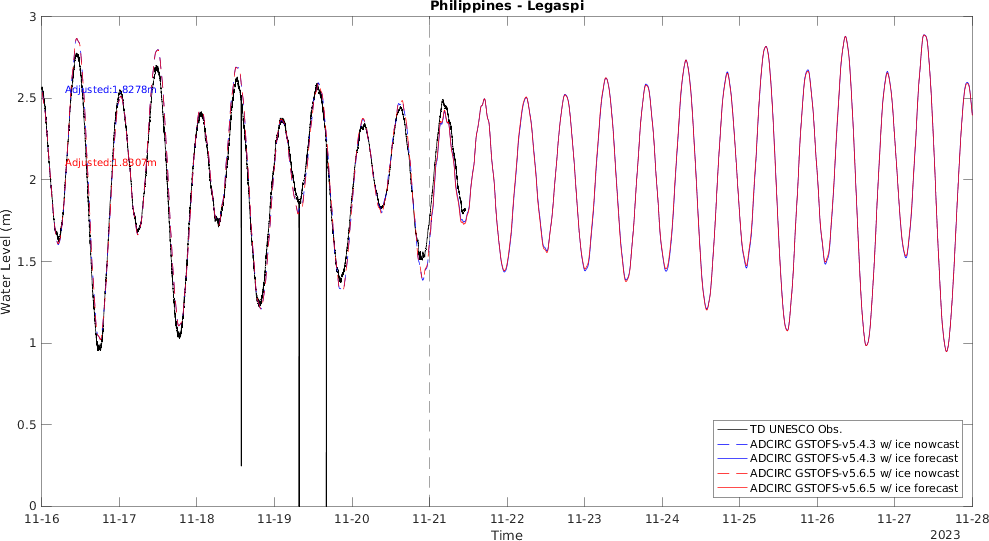 Philippines - Legaspi
3
2.5
2
1.5
1
0.5
0
Water Level (m)
Adjusted:1.8278m
Adjusted:1.8307m
TD UNESCO Obs.
ADCIRC GSTOFS-v5.4.3 w/ ice nowcast
ADCIRC GSTOFS-v5.4.3 w/ ice forecast
ADCIRC GSTOFS-v5.6.5 w/ ice nowcast
ADCIRC GSTOFS-v5.6.5 w/ ice forecast
11-16 11-17 11-18 11-19 11-20 11-21 11-22 11-23 11-24 11-25 11-26 11-27 11-28
Time
2023